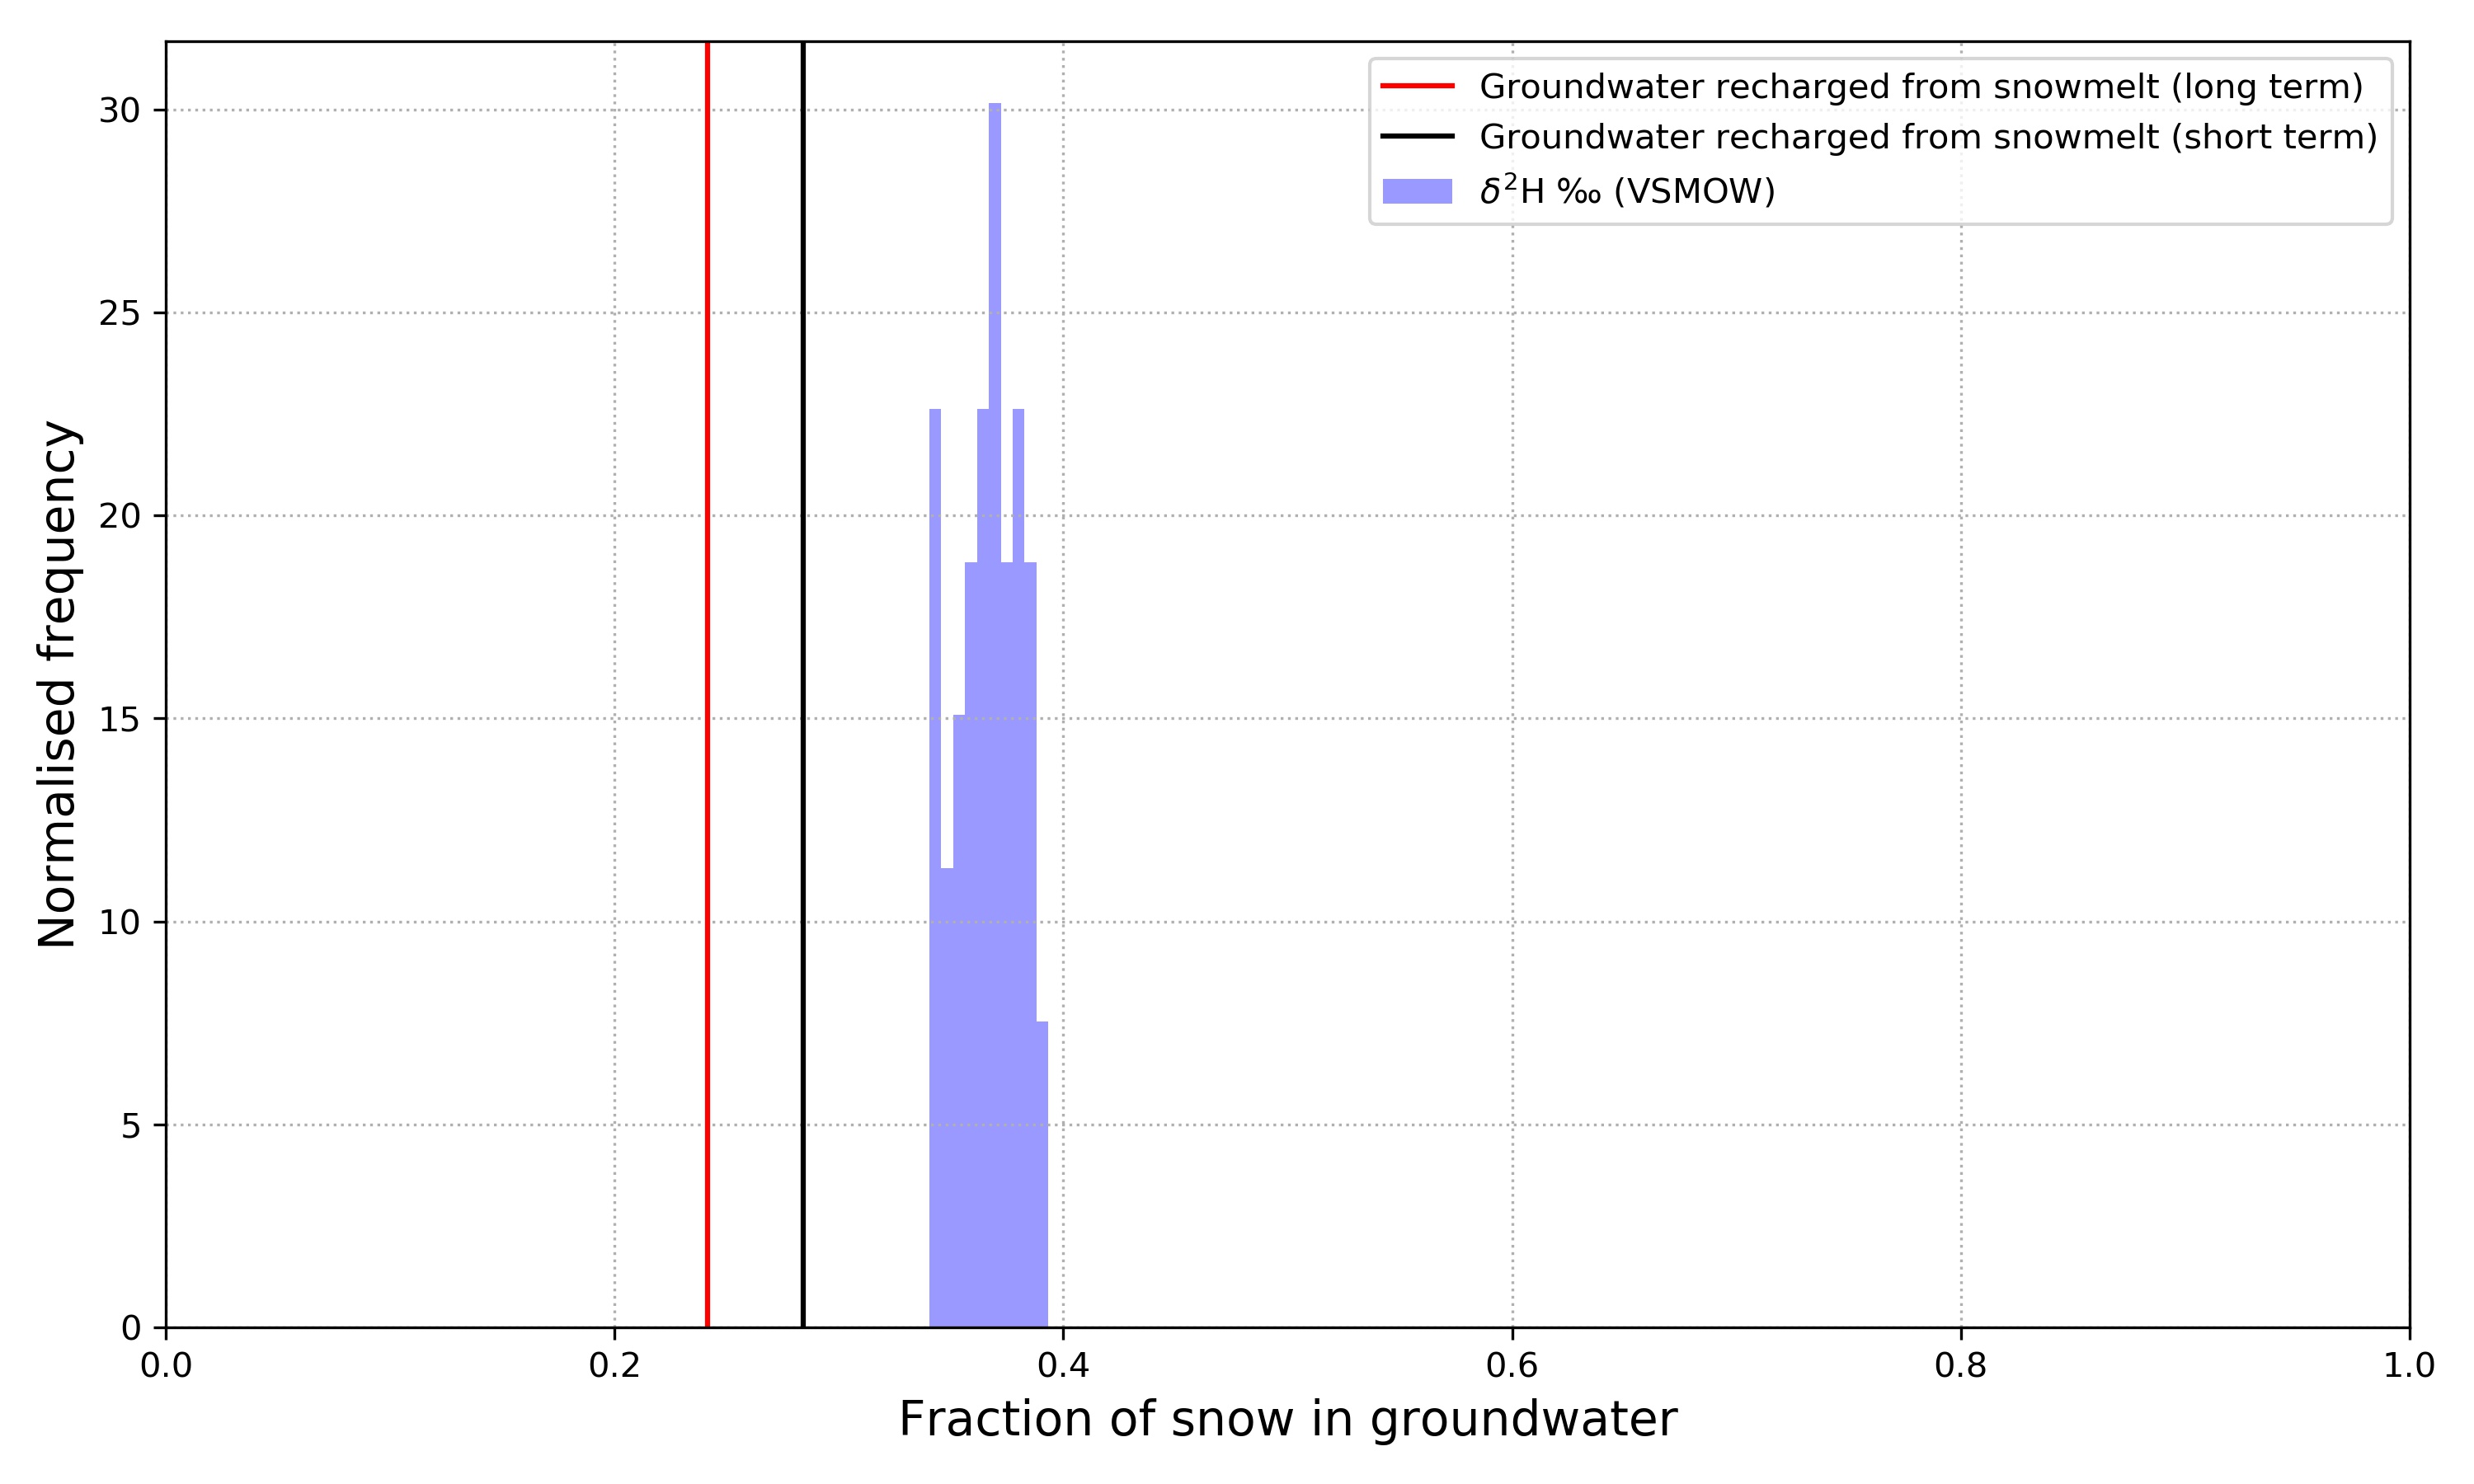 Groundwater recharged from snowmelt (long term)
Groundwater recharged from snowmelt (short term)
δ²H ‰ (VSMOW)
Normalised frequency
30
25
20
15
10
5
0
0.0 0.2 0.4 0.6 0.8 1.0
Fraction of snow in groundwater